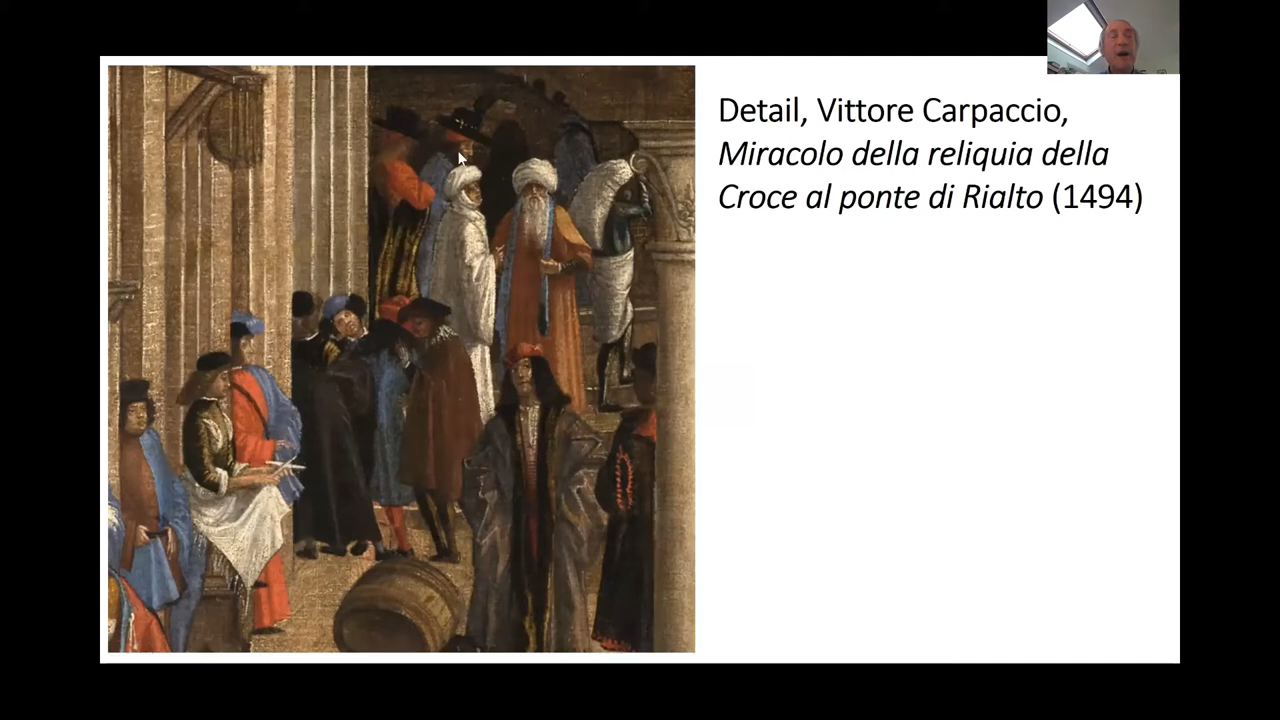 Detail, Vittore Carpaccio,
Miracolo della reliquia della
Croce al ponte di Rialto (1494)